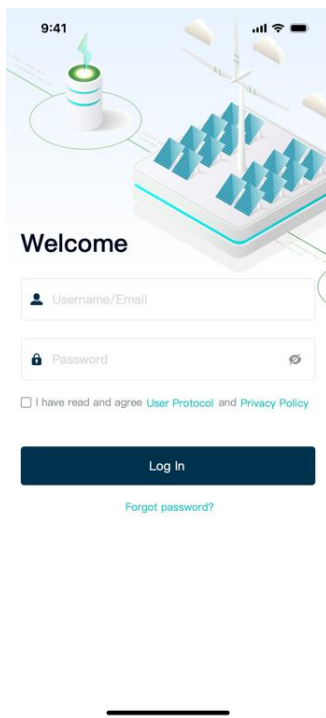 9:41
Welcome
Username/Email
Password
I have read and agree User Protocol and Privacy Policy
Log In
Forgot password?